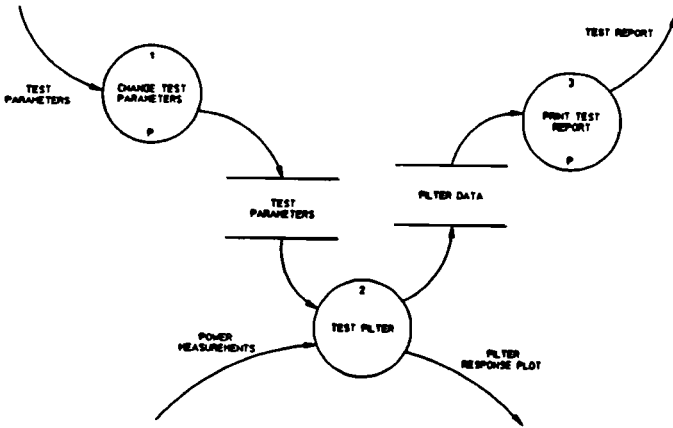 TEST
PARAMETERS
1
CHANGE TEST
PARAMETERS
P
TEST
PARAMETERS
2
TEST FILTER
POWER
MEASUREMENTS
FILTER
RESPONSE PLOT
FILTER DATA
3
PRINT TEST
REPORT
P
TEST REPORT